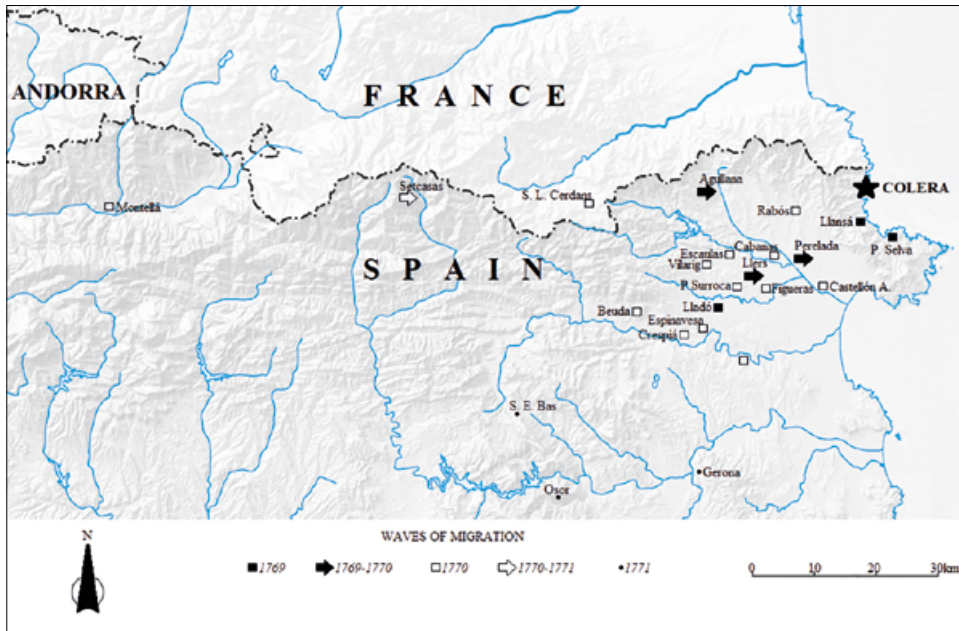 ANDORRA
FRANCE
Setcasas
Agullana
Montellá
S. L. Cerdans
Rabós
COLERA
Llansá
P. Selva
SPAIN
Escaulas
Cabanas
Perelada
Vilarig
Llers
P. Surroca
Figueras
Castellón A.
Beuda
Lladó
Espinavesa
Crespiá
S. E. Bas
Gerona
Osor
N
WAVES OF MIGRATION
1769
1769-1770
1770
1770-1771
1771
0 10 20 30km